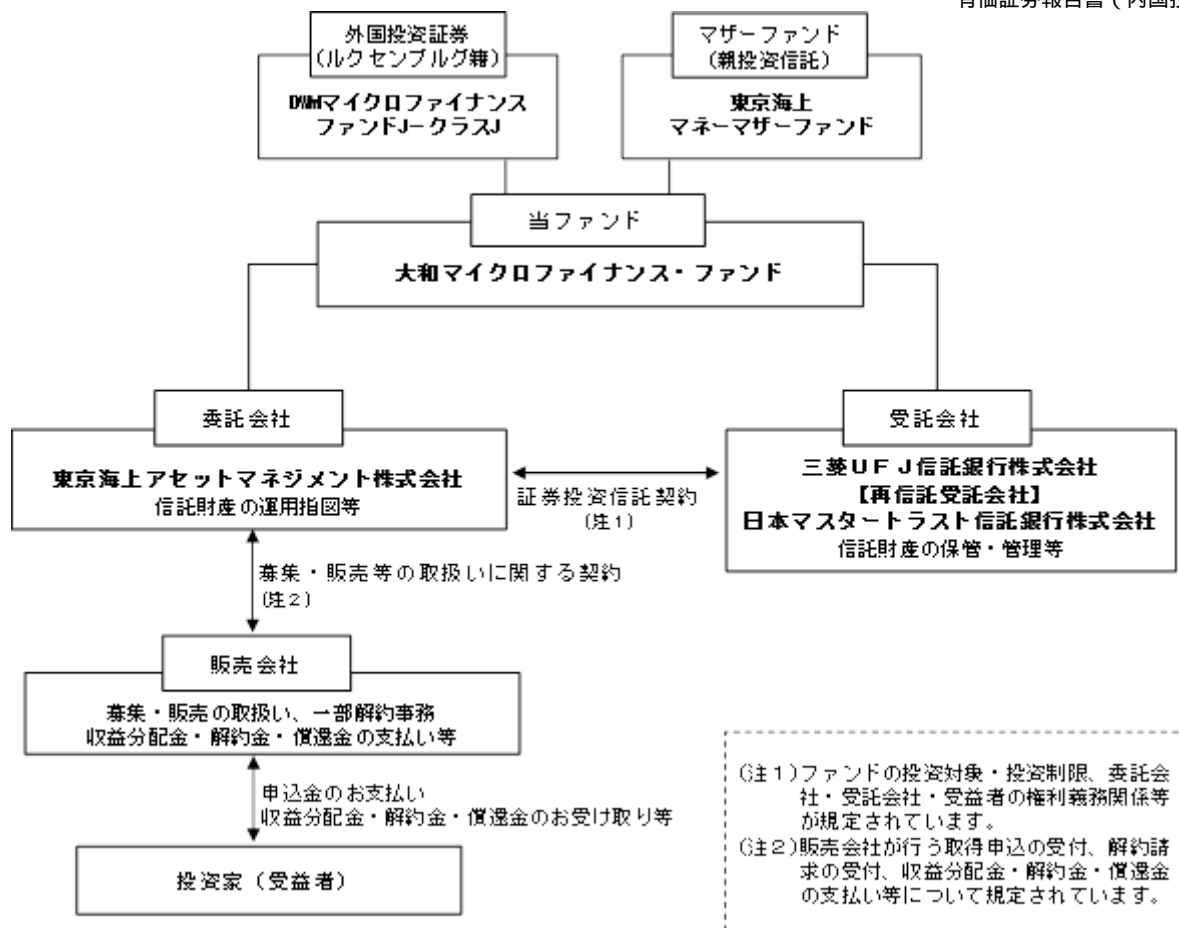 外国投資証券
(ルクセンブルグ籍)
DWMマイクロファイナンス
ファンドJ－クラスJ
マザーファンド
(親投資信託)
東京海上
マネーマザーファンド
当ファンド
大和マイクロファイナンス・ファンド
委託会社
東京海上アセットマネジメント株式会社
信託財産の運用指図等
証券投資信託契約
(注１)
受託会社
三菱ＵＦＪ信託銀行株式会社
【再信託受託会社】
日本マスタートラスト信託銀行株式会社
信託財産の保管・管理等
募集・販売等の取扱いに関する契約
(注２)
販売会社
募集・販売の取扱い、一部解約事務
収益分配金・解約金・償還金の支払い等
申込金のお支払い
収益分配金・解約金・償還金のお受け取り等
投資家（受益者）
(注１)ファンドの投資対象・投資制限、委託会
社・受託会社・受益者の権利義務関係等
が規定されています。
(注２)販売会社が行う取得申込の受付、解約請
求の受付、収益分配金・解約金・償還金
の支払い等について規定されています。